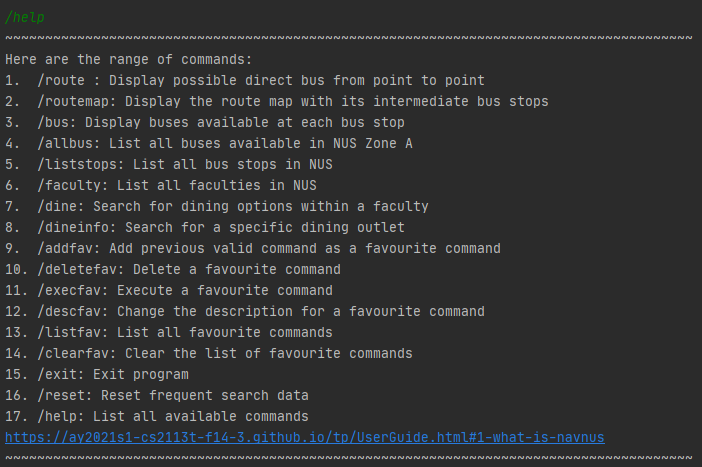 /help
~~~~~~~~~~~~~~~~~~~~~~~~~~~~~~~~~~~~~~~~~~~~~~~~~~~~~~~~~~~~~~~~~~~~~~~~~~~~~~~~~~~~~~
Here are the range of commands:
1.  /route : Display possible direct bus from point to point
2.  /routemap: Display the route map with its intermediate bus stops
3.  /bus: Display buses available at each bus stop
4.  /allbus: List all buses available in NUS Zone A
5.  /liststops: List all bus stops in NUS
6.  /faculty: List all faculties in NUS
7.  /dine: Search for dining options within a faculty
8.  /dineinfo: Search for a specific dining outlet
9.  /addfav: Add previous valid command as a favourite command
10. /deletefav: Delete a favourite command
11. /execfav: Execute a favourite command
12. /descfav: Change the description for a favourite command
13. /listfav: List all favourite commands
14. /clearfav: Clear the list of favourite commands
15. /exit: Exit program
16. /reset: Reset frequent search data
17. /help: List all available commands
https://ay2021s1-cs2113t-f14-3.github.io/tp/UserGuide.html#1-what-is-navnus
~~~~~~~~~~~~~~~~~~~~~~~~~~~~~~~~~~~~~~~~~~~~~~~~~~~~~~~~~~~~~~~~~~~~~~~~~~~~~~~~~~~~~~